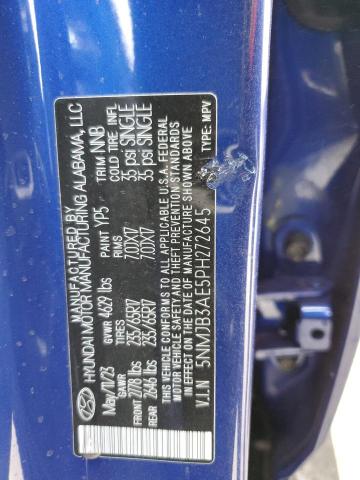 MANUFACTURED BY
HYUNDAI MOTOR MANUFACTURING ALABAMA, LLC
May/11/23 GVWR 4629 lbs PAINT YP5 TRIM NNB
GAWR TIRES RIMS COLD TIRE INFL
FRONT 2778 lbs 235/65R17 7.0JX17 35 PSI SINGLE
REAR 2646 lbs 235/65R17 7.0JX17 35 PSI SINGLE
THIS VEHICLE CONFORMS TO ALL APPLICABLE U.S.A. FEDERAL
MOTOR VEHICLE SAFETY AND THEFT PREVENTION STANDARDS
IN EFFECT ON THE DATE OF MANUFACTURE SHOWN ABOVE.
V.I.N 5NMJB3AE5PH272645 TYPE: MPV